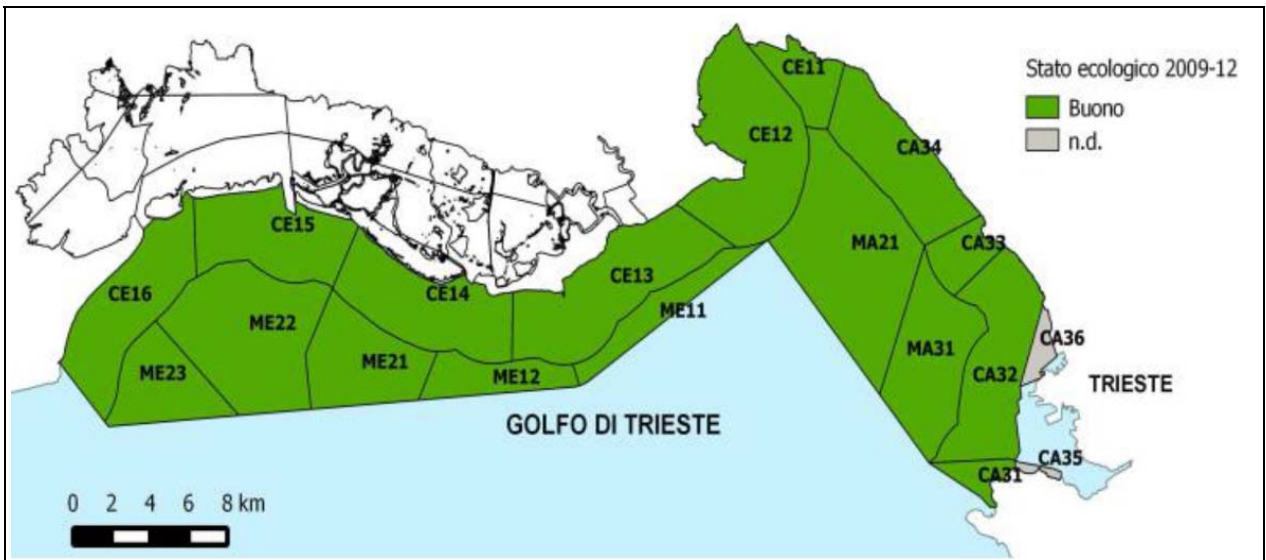 Stato ecologico 2009-12
Buono
n.d.
CE11
CE12
CA34
CE15
MA21
CA33
CE13
CE16
CE14
ME11
ME22
CA36
MA31
ME21
CA32
ME23
ME12
TRIESTE
GOLFO DI TRIESTE
CA35
CA31
0 2 4 6 8 km